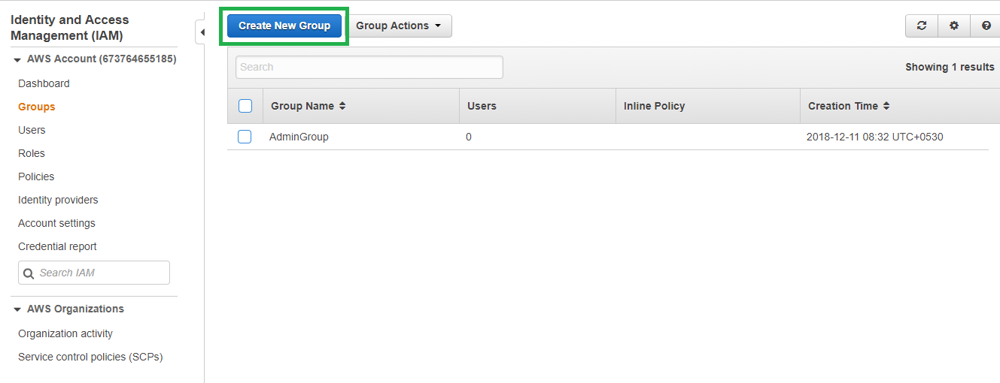 Identity and Access
Management (IAM)
AWS Account (673764655185)
Dashboard
Groups
Users
Roles
Policies
Identity providers
Account settings
Credential report
Search IAM
AWS Organizations
Organization activity
Service control policies (SCPs)
Create New Group Group Actions
Search Showing 1 results
Group Name Users Inline Policy Creation Time
AdminGroup 0 2018-12-11 08:32 UTC+0530